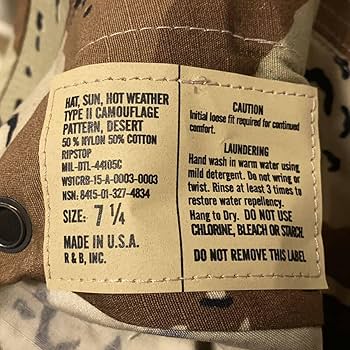 HAT, SUN, HOT WEATHER
TYPE II CAMOUFLAGE
PATTERN, DESERT
50 % NYLON 50% COTTON
RIPSTOP
MIL-DTL-44105C
W91CRB-15-A-0003-0003
NSN: 8415-01-327-4834
SIZE: 7 1/4
MADE IN U.S.A.
R & B, INC.
CAUTION
Initial loose fit required for continued
comfort.
LAUNDERING
Hand wash in warm water using
mild detergent. Do not wring or
twist. Rinse at least 3 times to
restore water repellency.
Hang to Dry. DO NOT USE
CHLORINE, BLEACH OR STARCH
DO NOT REMOVE THIS LABEL